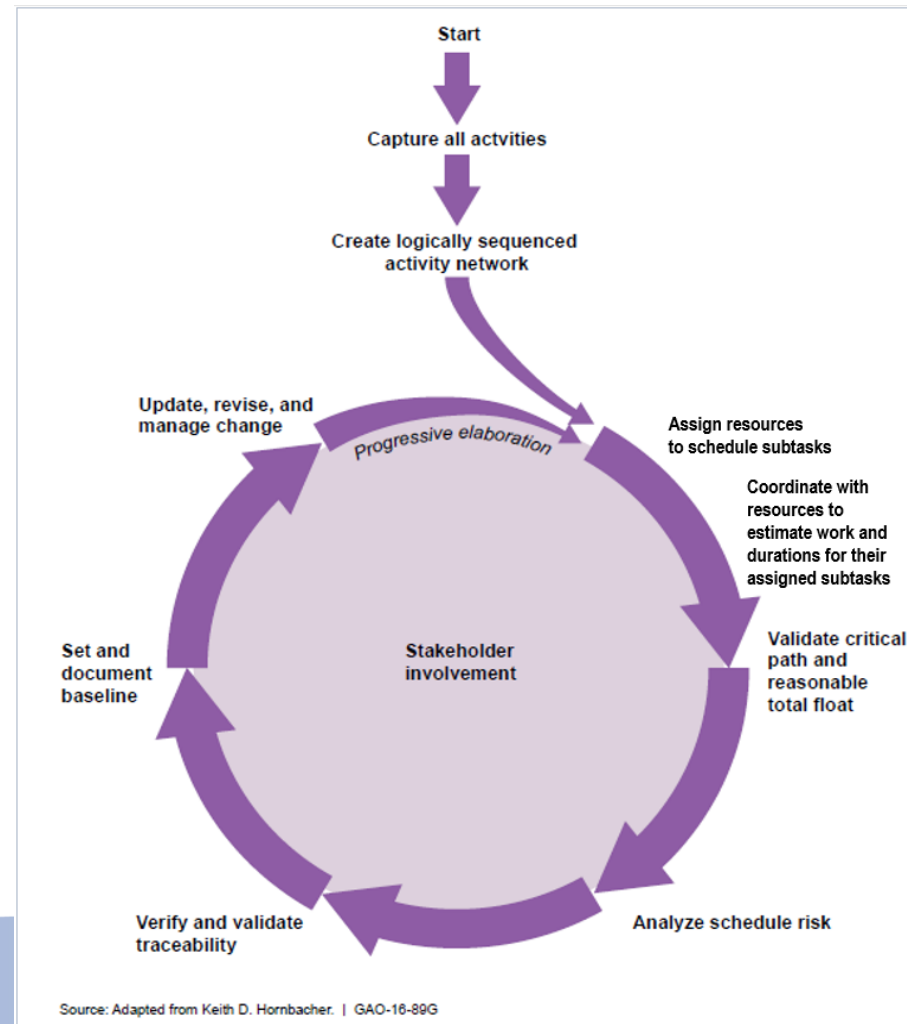 Start
Capture all actvities
Create logically sequenced
activity network
Update, revise, and
manage change
Progressive elaboration
Assign resources
to schedule subtasks
Coordinate with
resources to
estimate work and
durations for their
assigned subtasks
Set and
document
baseline
Stakeholder
involvement
Validate critical
path and
reasonable
total float
Verify and validate
traceability
Analyze schedule risk
Source: Adapted from Keith D. Hornbacher. | GAO-16-89G